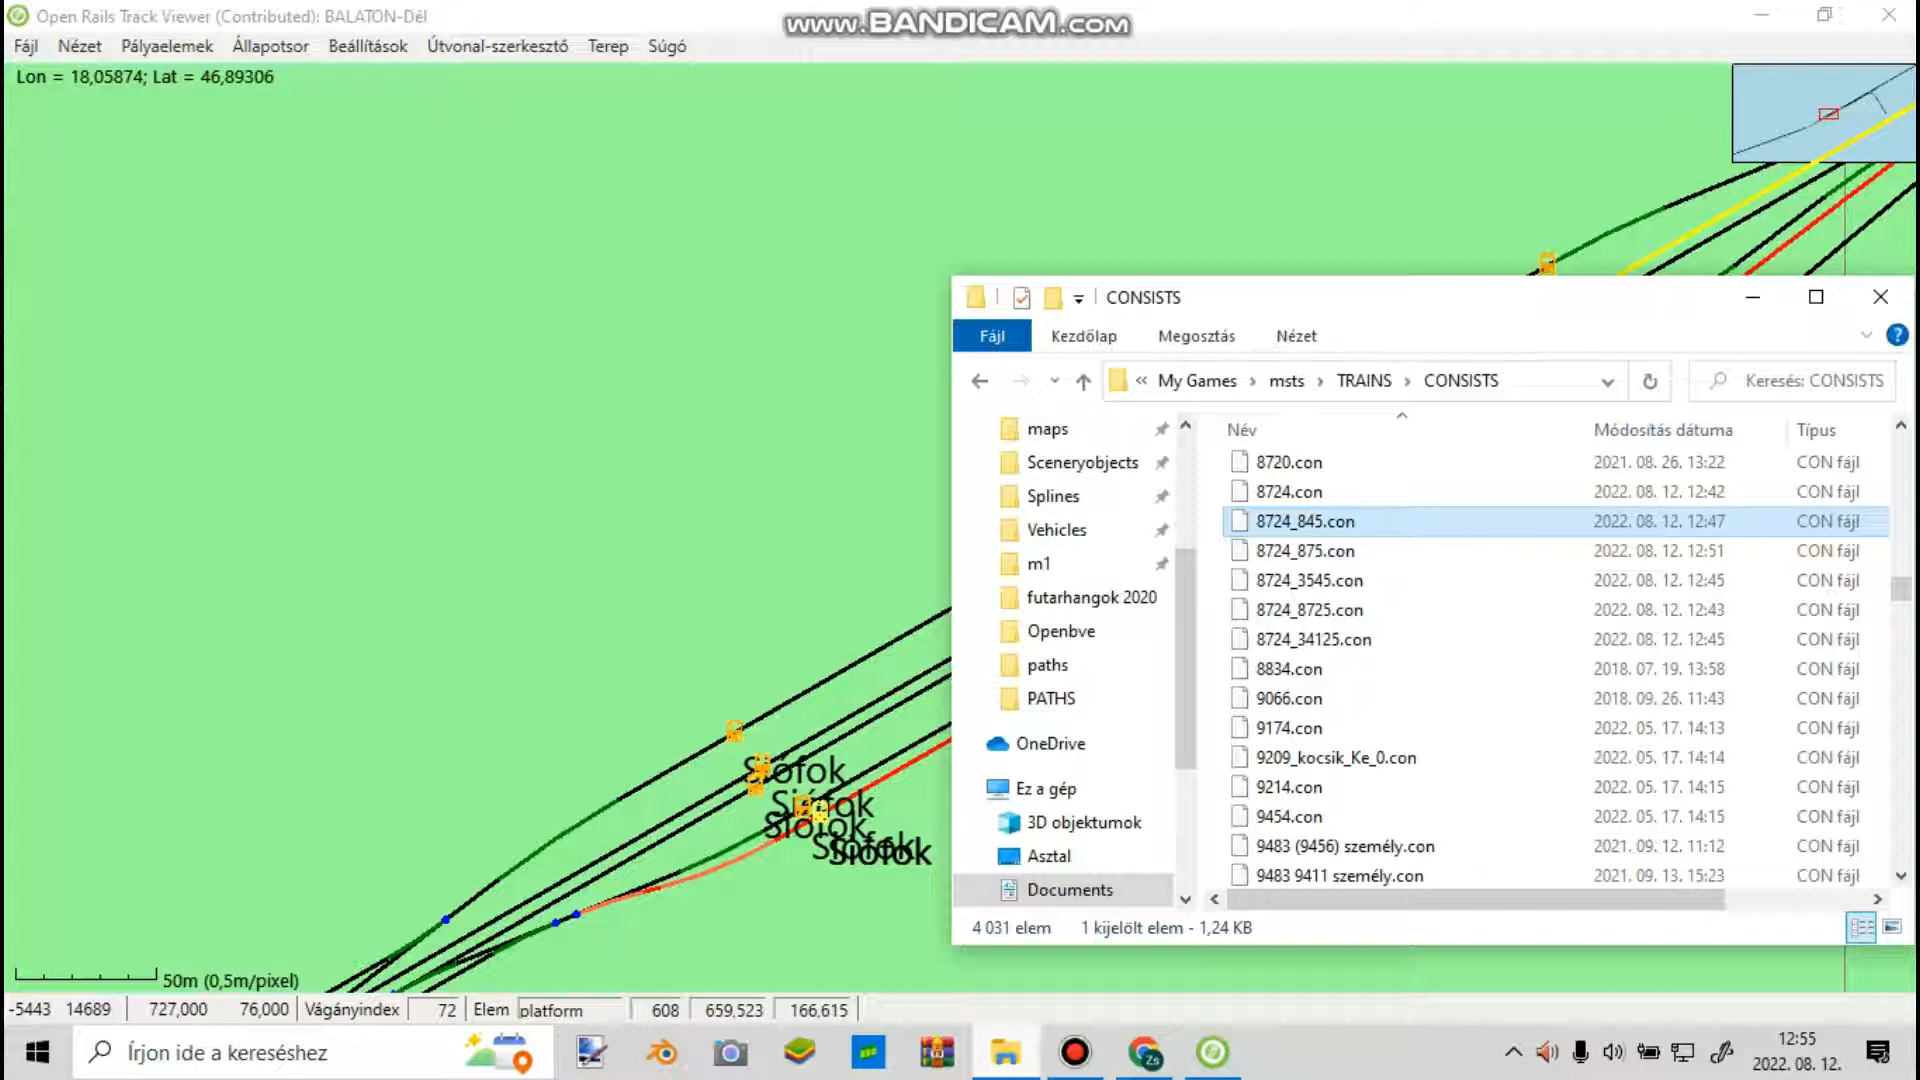 Open Rails Track Viewer (Contributed): BALATON-Dél
www.BANDICAM.com
Fájl Nézet Pályaelemek Állapotsor Beállítások Útvonal-szerkesztő Terep Súgó
Lon = 18,05874; Lat = 46,89306
CONSISTS
Fájl Kezdőlap Megosztás Nézet
« My Games › msts › TRAINS › CONSISTS
Keresés: CONSISTS
maps
Sceneryobjects
Splines
Vehicles
m1
futarhangok 2020
Openbve
paths
PATHS
OneDrive
Ez a gép
3D objektumok
Asztal
Documents
Név Módosítás dátuma Típus
8720.con 2021. 08. 26. 13:22 CON fájl
8724.con 2022. 08. 12. 12:42 CON fájl
8724_845.con 2022. 08. 12. 12:47 CON fájl
8724_875.con 2022. 08. 12. 12:51 CON fájl
8724_3545.con 2022. 08. 12. 12:45 CON fájl
8724_8725.con 2022. 08. 12. 12:43 CON fájl
8724_34125.con 2022. 08. 12. 12:45 CON fájl
8834.con 2018. 07. 19. 13:58 CON fájl
9066.con 2018. 09. 26. 11:43 CON fájl
9174.con 2022. 05. 17. 14:13 CON fájl
9209_kocsik_Ke_0.con 2022. 05. 17. 14:14 CON fájl
9214.con 2022. 05. 17. 14:15 CON fájl
9454.con 2022. 05. 17. 14:15 CON fájl
9483 (9456) személy.con 2021. 09. 12. 11:12 CON fájl
9483 9411 személy.con 2021. 09. 13. 15:23 CON fájl
4 031 elem 1 kijelölt elem - 1,24 KB
Siófok
Siófok
Siófok
Siófok
Siófok
50m (0,5m/pixel)
-5443 14689 727,000 76,000 Vágányindex 72 Elem platform 608 659,523 166,615
Írjon ide a kereséshez
Zs
12:55
2022. 08. 12.